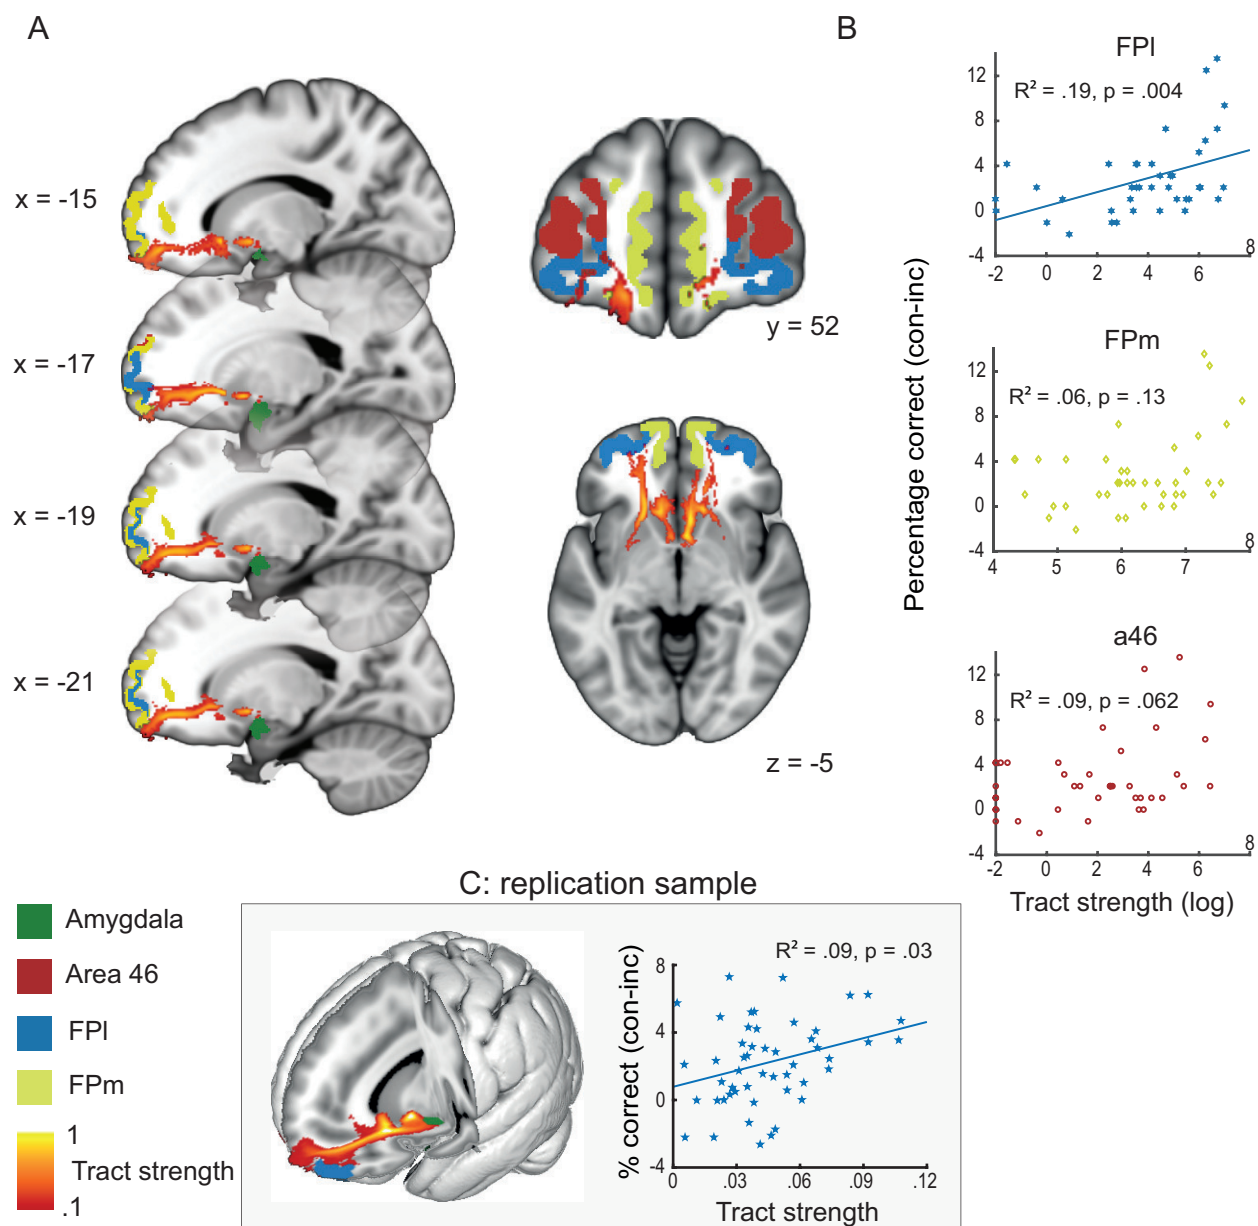 A
x = -15
x = -17
x = -19
x = -21
y = 52
z = -5
B
Percentage correct (con-inc)
FPl
R² = .19, p = .004
12
8
4
0
-4
-2
0
2
4
6
8
FPm
R² = .06, p = .13
12
8
4
0
-4
4
5
6
7
8
a46
R² = .09, p = .062
12
8
4
0
-4
-2
0
2
4
6
8
Tract strength (log)
Amygdala
Area 46
FPl
FPm
1
Tract strength
.1
C: replication sample
R² = .09, p = .03
% correct (con-inc)
8
4
0
-4
0
.03
.06
.09
.12
Tract strength